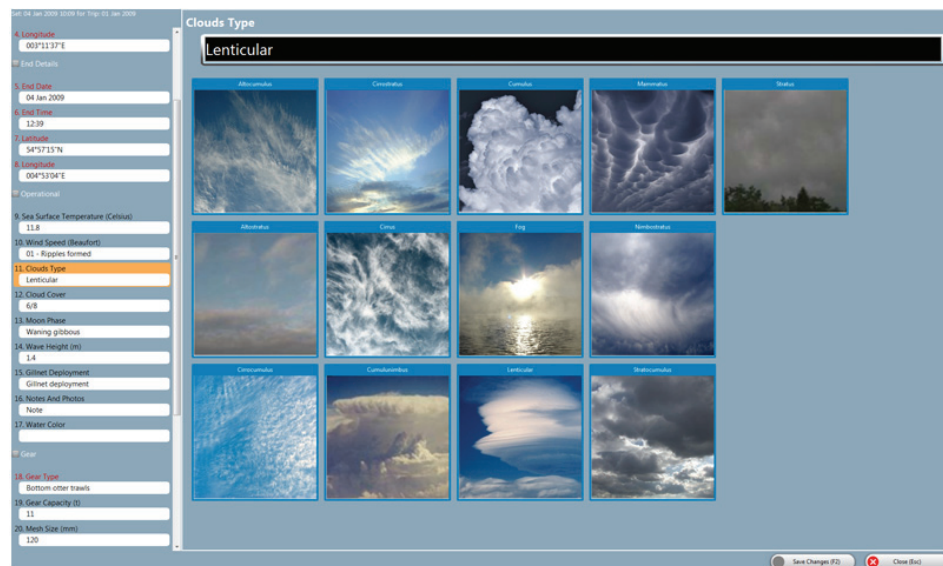 Set: 04 Jan 2009 10:09 for Trip: 01 Jan 2009
4. Longitude
003°11'37"E
End Details
5. End Date
04 Jan 2009
6. End Time
12:39
7. Latitude
54°57'15"N
8. Longitude
004°53'04"E
Operational
9. Sea Surface Temperature (Celsius)
11.8
10. Wind Speed (Beaufort)
01 - Ripples formed
11. Clouds Type
Lenticular
12. Cloud Cover
6/8
13. Moon Phase
Waning gibbous
14. Wave Height (m)
1.4
15. Gillnet Deployment
Gillnet deployment
16. Notes And Photos
Note
17. Water Color
Gear
18. Gear Type
Bottom otter trawls
19. Gear Capacity (t)
11
20. Mesh Size (mm)
120
Clouds Type
Lenticular
Altocumulus
Cirrostratus
Cumulus
Mammatus
Stratus
Altostratus
Cirrus
Fog
Nimbostratus
Cirrocumulus
Cumulunimbus
Lenticular
Stratocumulus
Save Changes (F2)
Close (Esc)